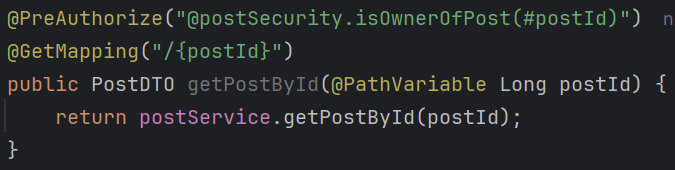 @PreAuthorize("@postSecurity.isOwnerOfPost(#postId)") n
@GetMapping("/{postId}")
public PostDTO getPostById(@PathVariable Long postId) {
    return postService.getPostById(postId);
}